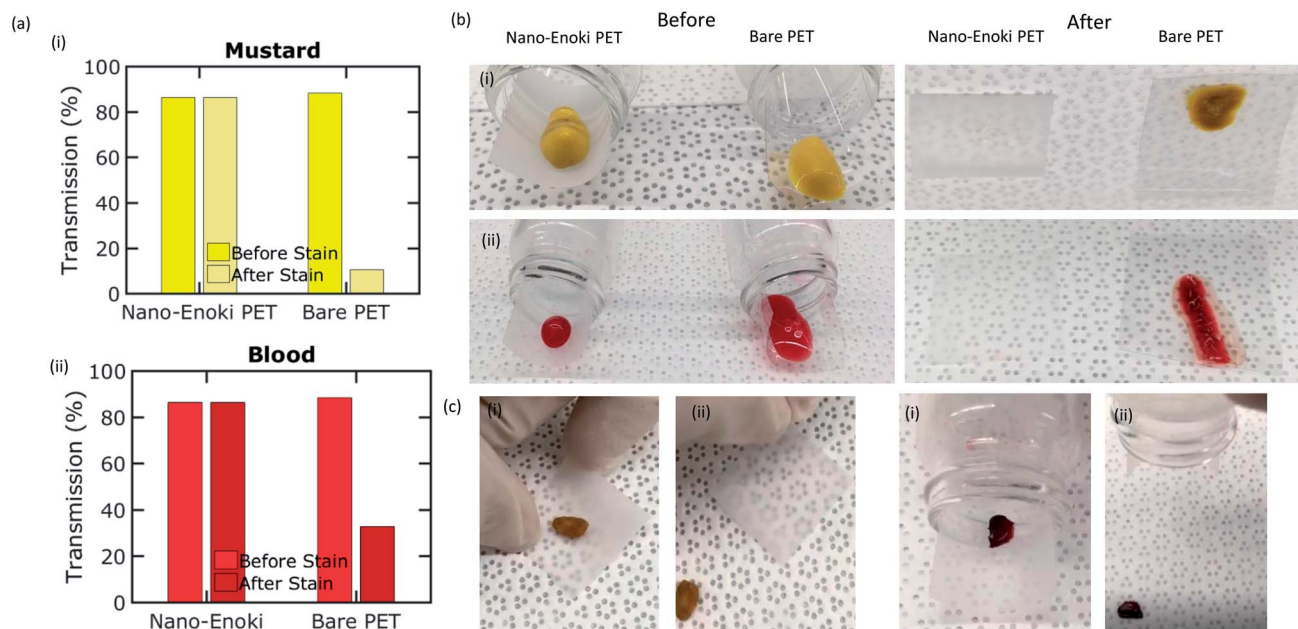 (a)
(i)
Mustard
100
80
60
40
20
0
Transmission (%)
Before Stain
After Stain
Nano-Enoki PET
Bare PET
(ii)
Blood
100
80
60
40
20
0
Transmission (%)
Before Stain
After Stain
Nano-Enoki
Bare PET
(b)
Before
After
Nano-Enoki PET
Bare PET
Nano-Enoki PET
Bare PET
(i)
(ii)
(c)
(i)
(ii)
(i)
(ii)